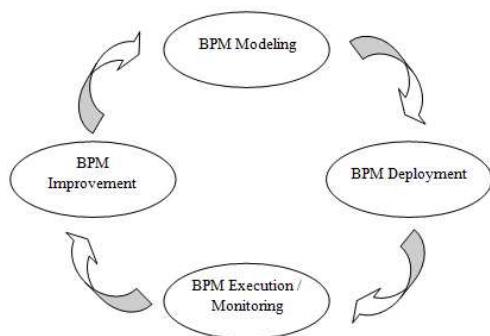 BPM Modeling
BPM Deployment
BPM
Improvement
BPM Execution /
Monitoring